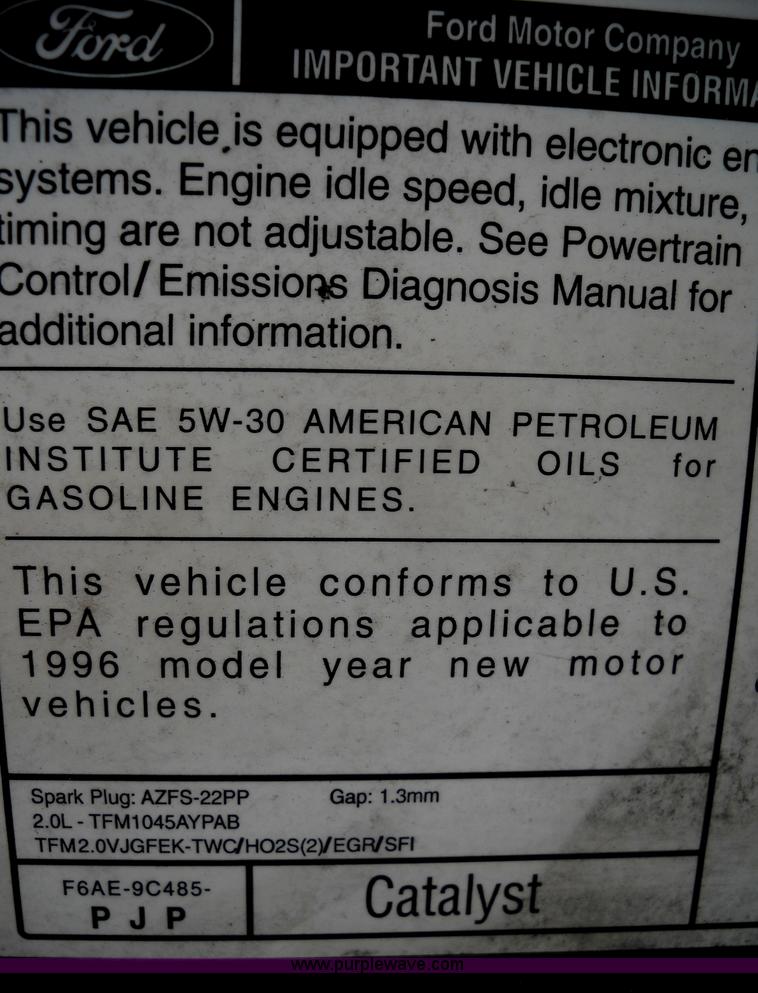 Ford
Ford Motor Company
IMPORTANT VEHICLE INFORMA
This vehicle is equipped with electronic en
systems. Engine idle speed, idle mixture,
timing are not adjustable. See Powertrain
Control/Emissions Diagnosis Manual for
additional information.
Use SAE 5W-30 AMERICAN PETROLEUM
INSTITUTE CERTIFIED OILS for
GASOLINE ENGINES.
This vehicle conforms to U.S.
EPA regulations applicable to
1996 model year new motor
vehicles.
Spark Plug: AZFS-22PP Gap: 1.3mm
2.0L - TFM1045AYPAB
TFM2.0VJGFEK-TWC/HO2S(2)/EGR/SFI
F6AE-9C485-
P J P
Catalyst
www.purplewave.com